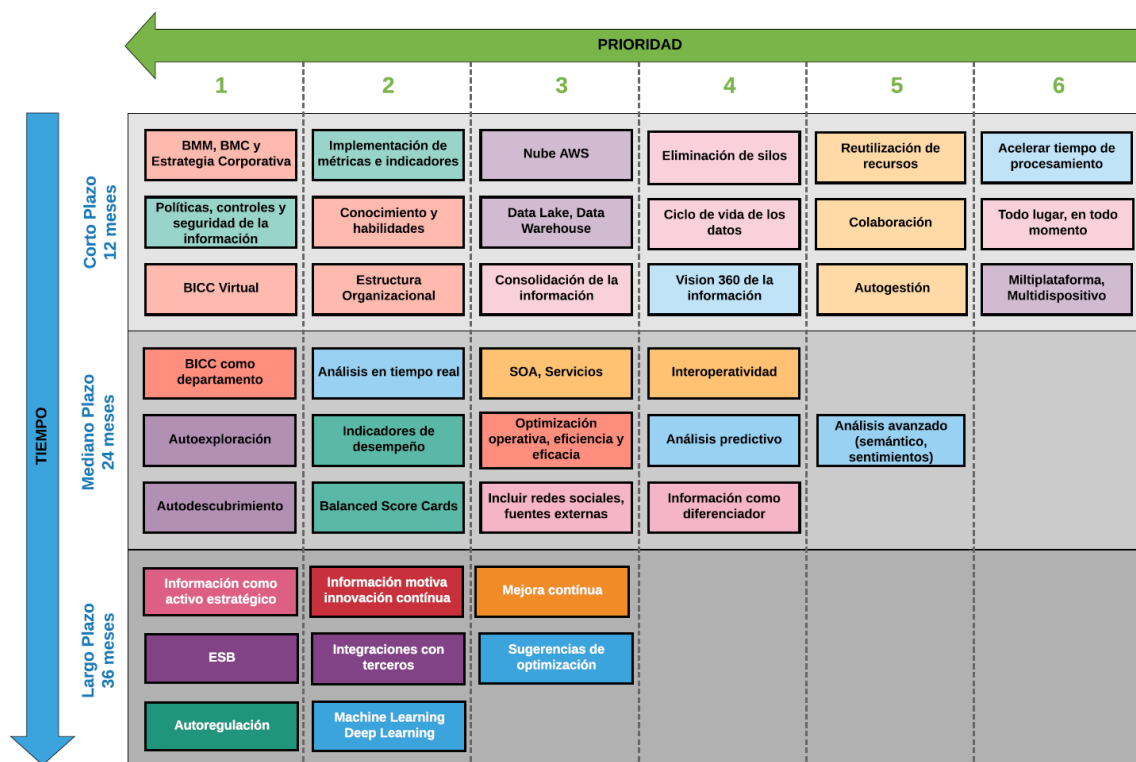 PRIORIDAD
1 2 3 4 5 6
TIEMPO
Corto Plazo
12 meses
BMM, BMC y
Estrategia Corporativa
Implementación de
métricas e indicadores
Nube AWS
Eliminación de silos
Reutilización de
recursos
Acelerar tiempo de
procesamiento
Políticas, controles y
seguridad de la
información
Conocimiento y
habilidades
Data Lake, Data
Warehouse
Ciclo de vida de los
datos
Colaboración
Todo lugar, en todo
momento
BICC Virtual
Estructura
Organizacional
Consolidación de la
información
Vision 360 de la
información
Autogestión
Miltiplataforma,
Multidispositivo
Mediano Plazo
24 meses
BICC como
departamento
Análisis en tiempo real
SOA, Servicios
Interoperatividad
Autoexploración
Indicadores de
desempeño
Optimización
operativa, eficiencia y
eficacia
Análisis predictivo
Análisis avanzado
(semántico,
sentimientos)
Autodescubrimiento
Balanced Score Cards
Incluir redes sociales,
fuentes externas
Información como
diferenciador
Largo Plazo
36 meses
Información como
activo estratégico
Información motiva
innovación contínua
Mejora contínua
ESB
Integraciones con
terceros
Sugerencias de
optimización
Autoregulación
Machine Learning
Deep Learning